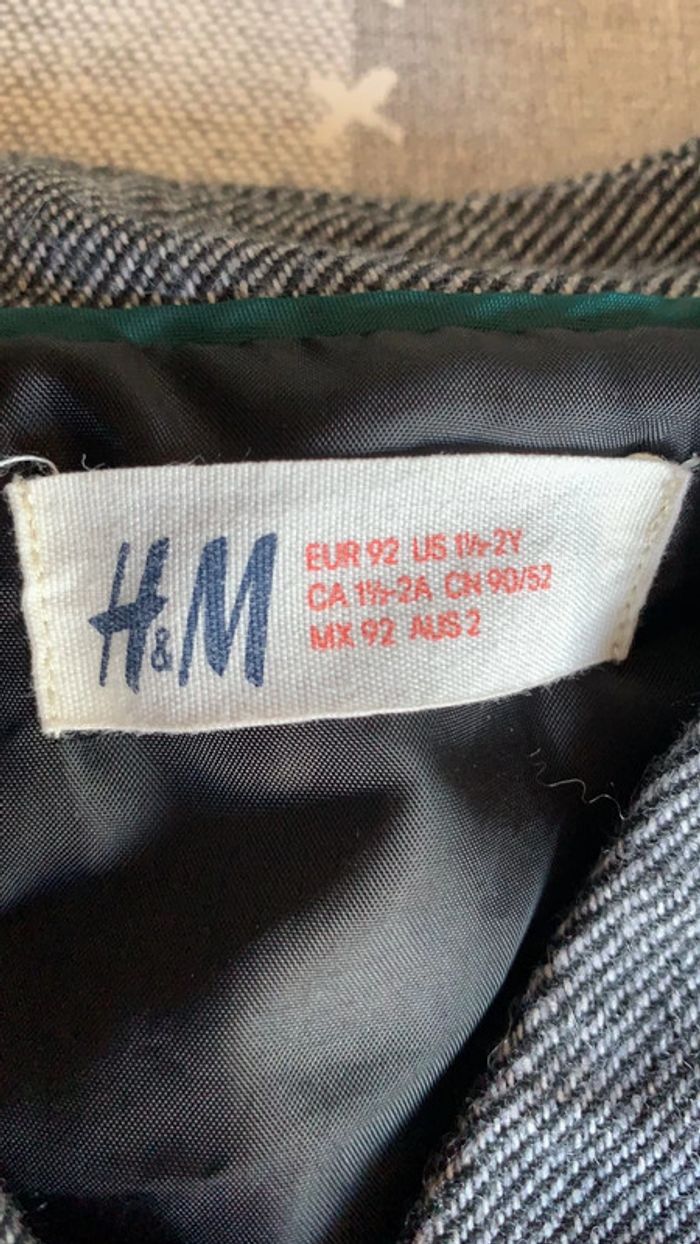 H&M
EUR 92 US 1½-2Y
CA 1½-2A CN 90/52
MX 92 AUS 2